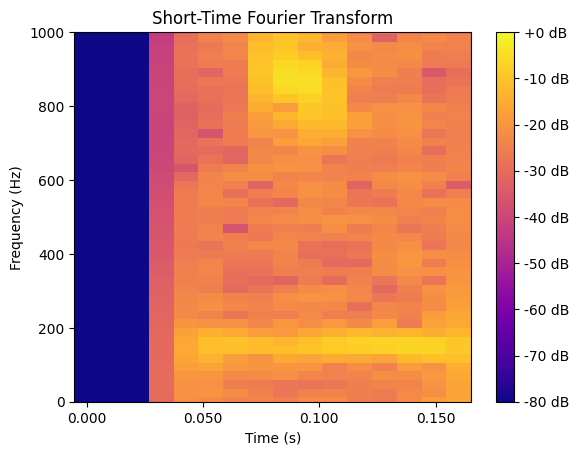 Short-Time Fourier Transform
1000
800
600
400
200
0
Frequency (Hz)
0.000
0.050
0.100
0.150
Time (s)
+0 dB
-10 dB
-20 dB
-30 dB
-40 dB
-50 dB
-60 dB
-70 dB
-80 dB